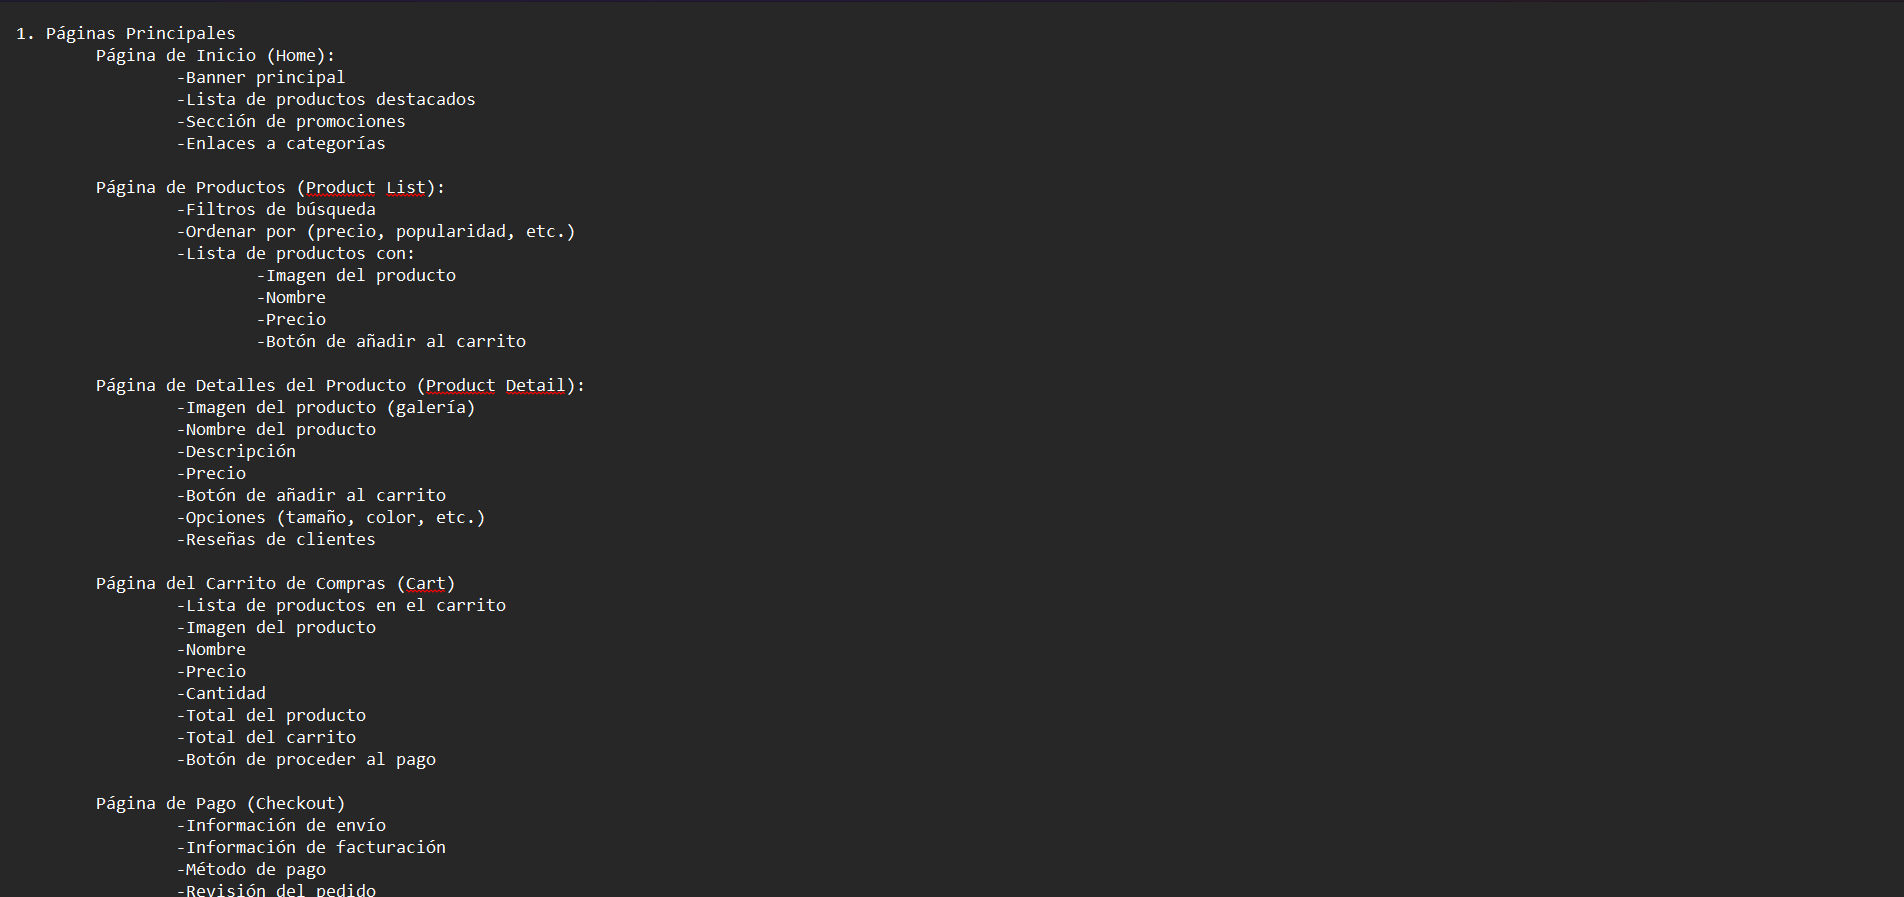 1. Páginas Principales
Página de Inicio (Home):
-Banner principal
-Lista de productos destacados
-Sección de promociones
-Enlaces a categorías
Página de Productos (Product List):
-Filtros de búsqueda
-Ordenar por (precio, popularidad, etc.)
-Lista de productos con:
-Imagen del producto
-Nombre
-Precio
-Botón de añadir al carrito
Página de Detalles del Producto (Product Detail):
-Imagen del producto (galería)
-Nombre del producto
-Descripción
-Precio
-Botón de añadir al carrito
-Opciones (tamaño, color, etc.)
-Reseñas de clientes
Página del Carrito de Compras (Cart)
-Lista de productos en el carrito
-Imagen del producto
-Nombre
-Precio
-Cantidad
-Total del producto
-Total del carrito
-Botón de proceder al pago
Página de Pago (Checkout)
-Información de envío
-Información de facturación
-Método de pago
-Revisión del pedido